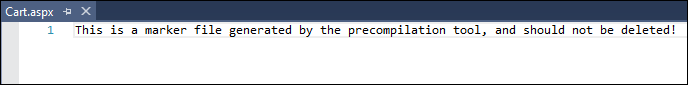 Cart.aspx
1 This is a marker file generated by the precompilation tool, and should not be deleted!